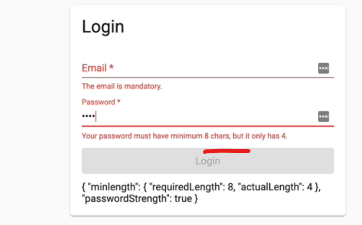 Login
Email *
The email is mandatory.
Password *
••••
Your password must have minimum 8 chars, but it only has 4.
Login
{ "minlength": { "requiredLength": 8, "actualLength": 4 },
"passwordStrength": true }